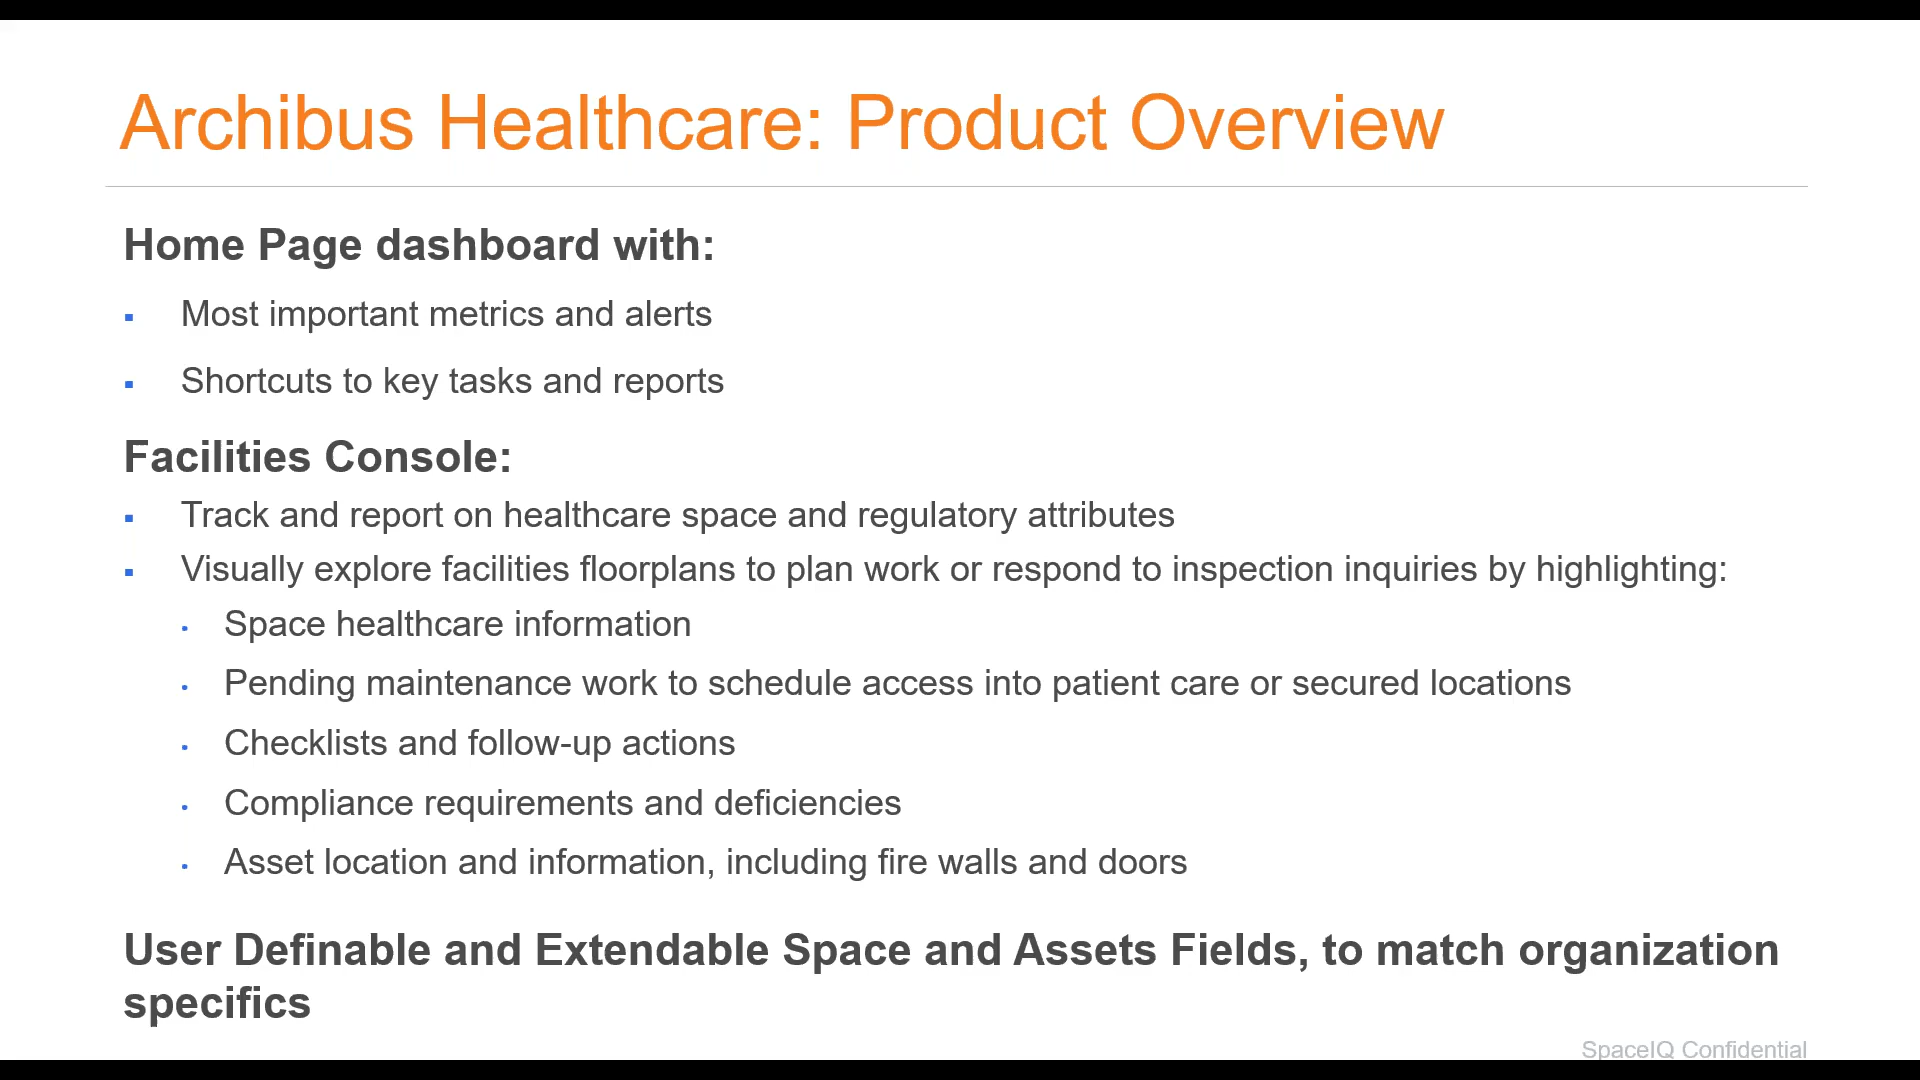 Archibus Healthcare: Product Overview
Home Page dashboard with:
▪ Most important metrics and alerts
▪ Shortcuts to key tasks and reports
Facilities Console:
▪ Track and report on healthcare space and regulatory attributes
▪ Visually explore facilities floorplans to plan work or respond to inspection inquiries by highlighting:
• Space healthcare information
• Pending maintenance work to schedule access into patient care or secured locations
• Checklists and follow-up actions
• Compliance requirements and deficiencies
• Asset location and information, including fire walls and doors
User Definable and Extendable Space and Assets Fields, to match organization
specifics
SpaceIQ Confidential